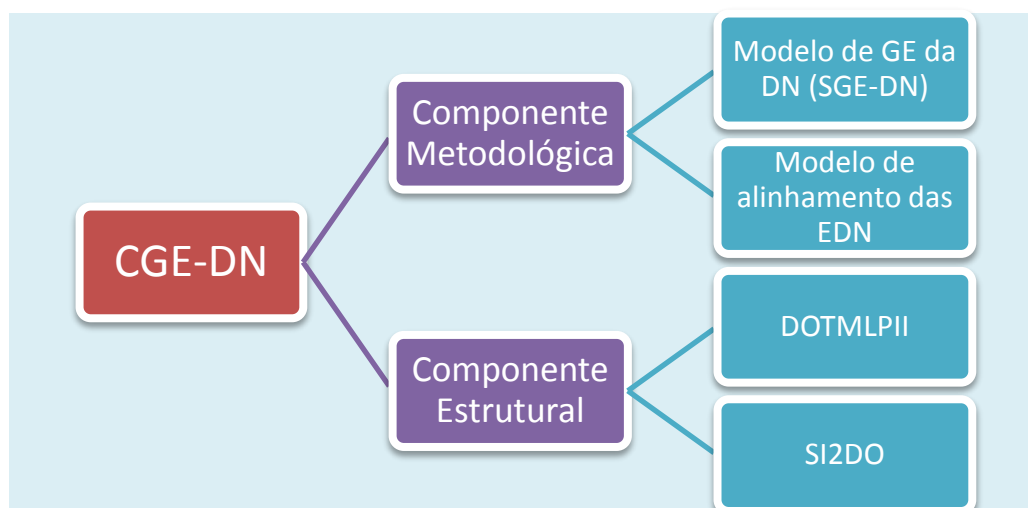 CGE-DN
Componente
Metodológica
Modelo de GE da
DN (SGE-DN)
Modelo de
alinhamento das
EDN
Componente
Estrutural
DOTMLPII
SI2DO